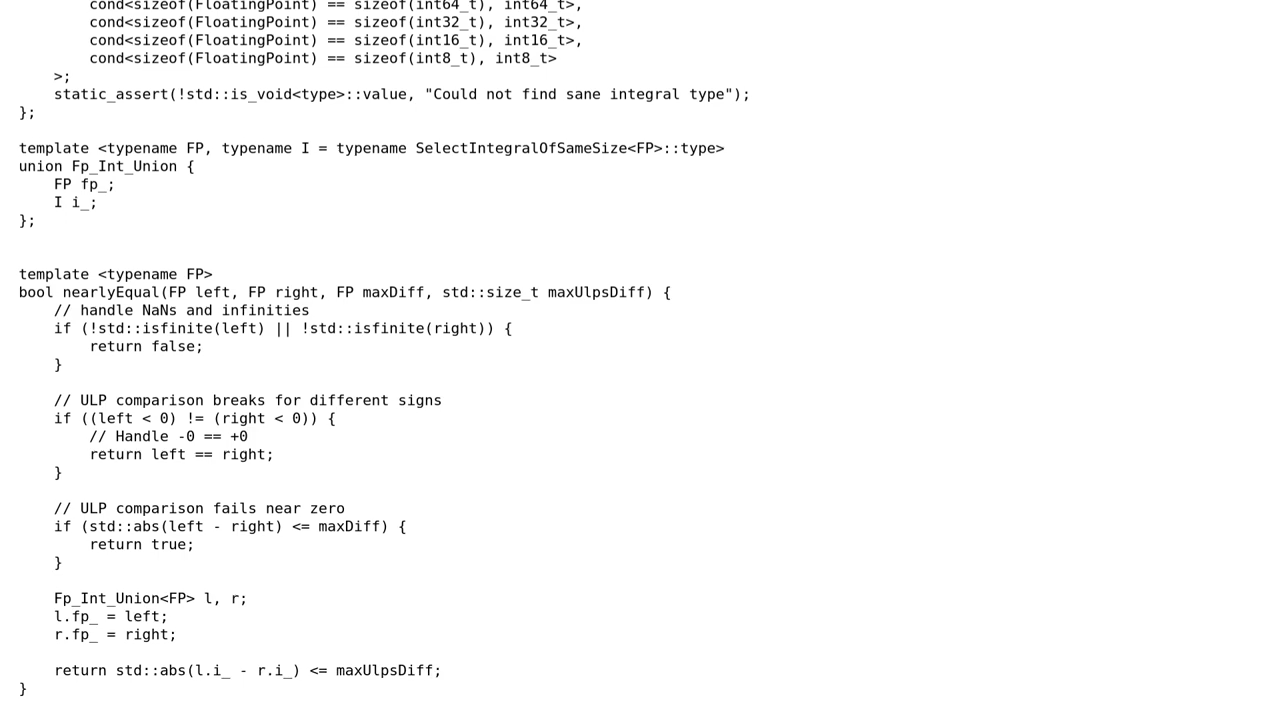 cond<sizeof(FloatingPoint) == sizeof(int64_t), int64_t>,
        cond<sizeof(FloatingPoint) == sizeof(int32_t), int32_t>,
        cond<sizeof(FloatingPoint) == sizeof(int16_t), int16_t>,
        cond<sizeof(FloatingPoint) == sizeof(int8_t), int8_t>
    >;
    static_assert(!std::is_void<type>::value, "Could not find sane integral type");
};

template <typename FP, typename I = typename SelectIntegralOfSameSize<FP>::type>
union Fp_Int_Union {
    FP fp_;
    I i_;
};


template <typename FP>
bool nearlyEqual(FP left, FP right, FP maxDiff, std::size_t maxUlpsDiff) {
    // handle NaNs and infinities
    if (!std::isfinite(left) || !std::isfinite(right)) {
        return false;
    }

    // ULP comparison breaks for different signs
    if ((left < 0) != (right < 0)) {
        // Handle -0 == +0
        return left == right;
    }

    // ULP comparison fails near zero
    if (std::abs(left - right) <= maxDiff) {
        return true;
    }

    Fp_Int_Union<FP> l, r;
    l.fp_ = left;
    r.fp_ = right;

    return std::abs(l.i_ - r.i_) <= maxUlpsDiff;
}